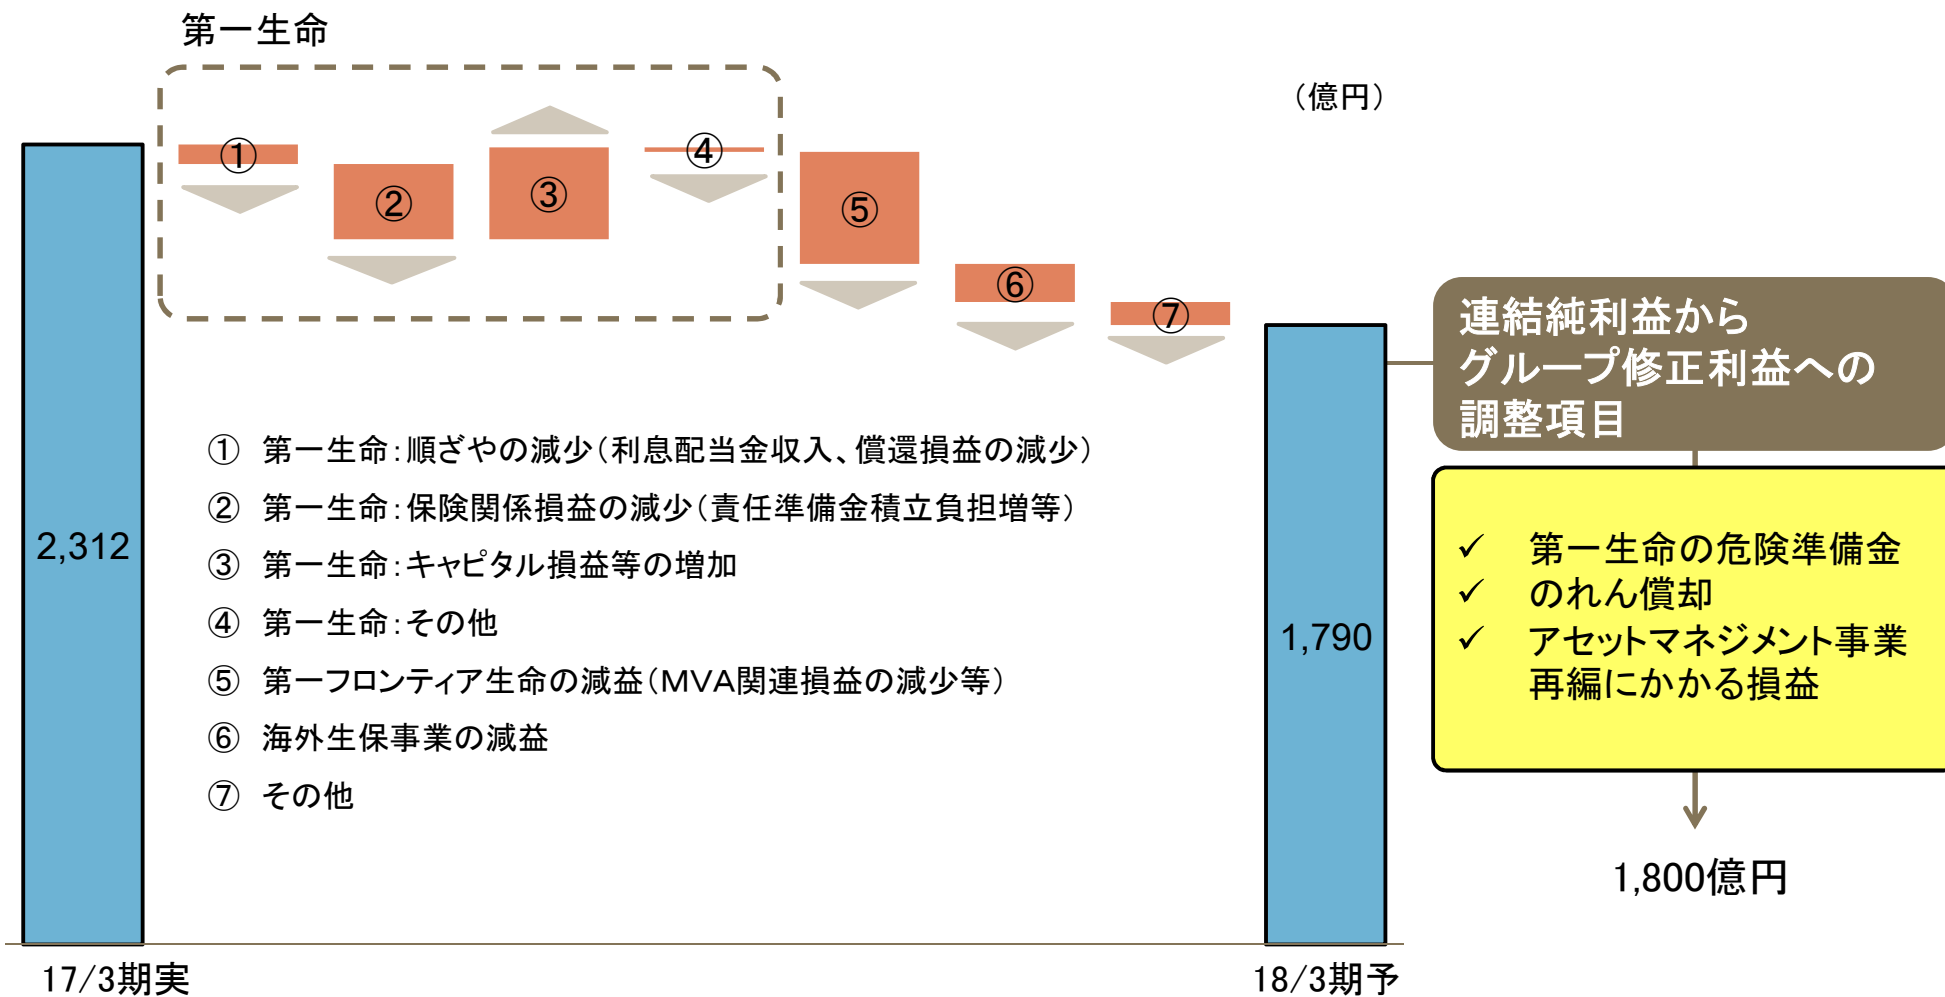 第一生命
（億円）
①
②
③
④
⑤
⑥
⑦
2,312
1,790
① 第一生命：順ざやの減少（利息配当金収入、償還損益の減少）
② 第一生命：保険関係損益の減少（責任準備金積立負担増等）
③ 第一生命：キャピタル損益等の増加
④ 第一生命：その他
⑤ 第一フロンティア生命の減益（MVA関連損益の減少等）
⑥ 海外生保事業の減益
⑦ その他
連結純利益から
グループ修正利益への
調整項目
✓ 第一生命の危険準備金
✓ のれん償却
✓ アセットマネジメント事業
再編にかかる損益
1,800億円
17/3期実
18/3期予